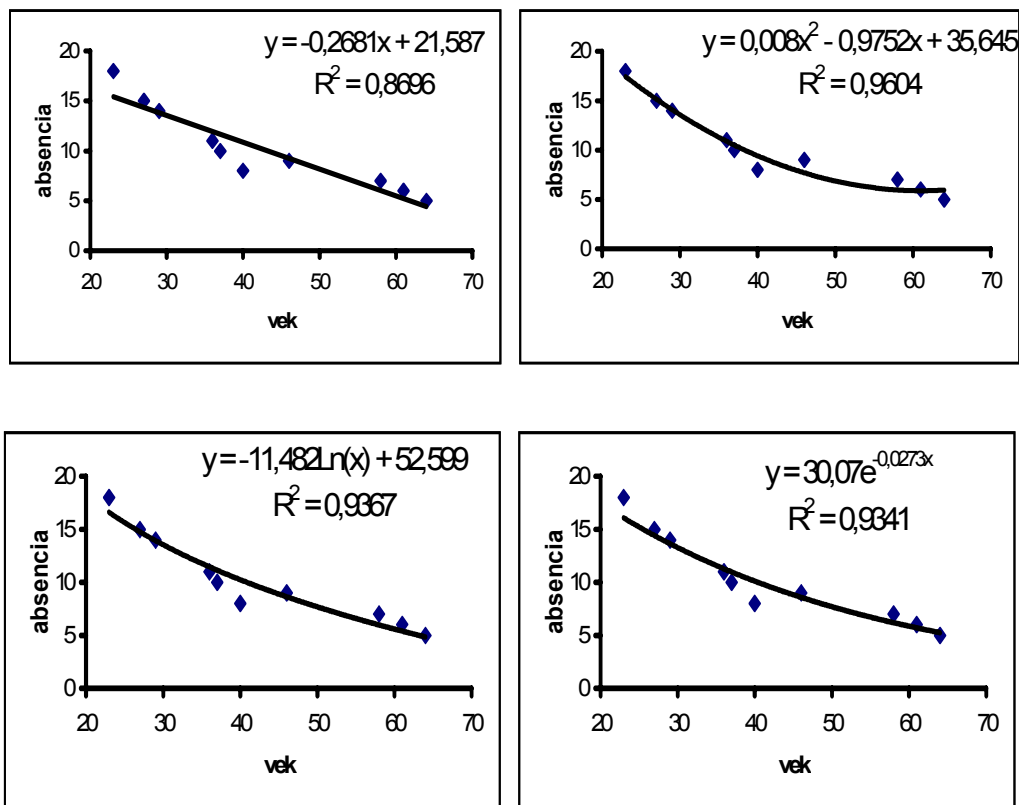 y = -0,2681x + 21,587
R² = 0,8696
20
15
10
5
0
20 30 40 50 60 70
absencia
vek
y = 0,008x² - 0,9752x + 35,645
R² = 0,9604
20
15
10
5
0
20 30 40 50 60 70
absencia
vek
y = -11,482Ln(x) + 52,599
R² = 0,9367
20
15
10
5
0
20 30 40 50 60 70
absencia
vek
y = 30,07e^-0,0273x
R² = 0,9341
20
15
10
5
0
20 30 40 50 60 70
absencia
vek